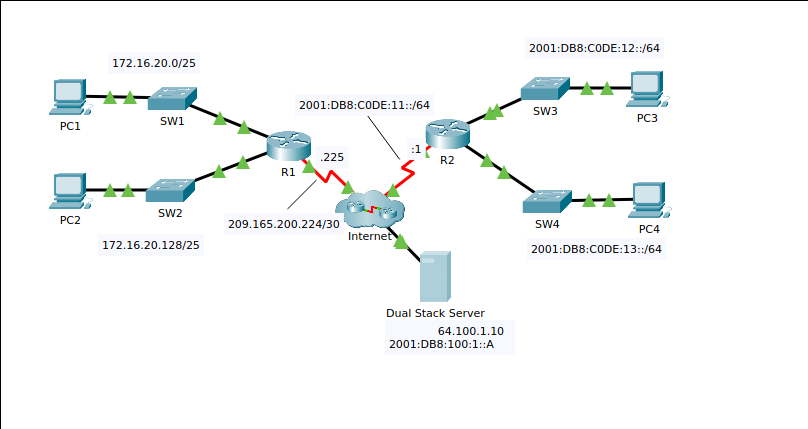 2001:DB8:C0DE:12::/64
172.16.20.0/25
2001:DB8:C0DE:11::/64
PC1
SW1
SW3
PC3
:1
.225
R1
R2
PC2
SW2
209.165.200.224/30
Internet
SW4
PC4
172.16.20.128/25
2001:DB8:C0DE:13::/64
Dual Stack Server
64.100.1.10
2001:DB8:100:1::A